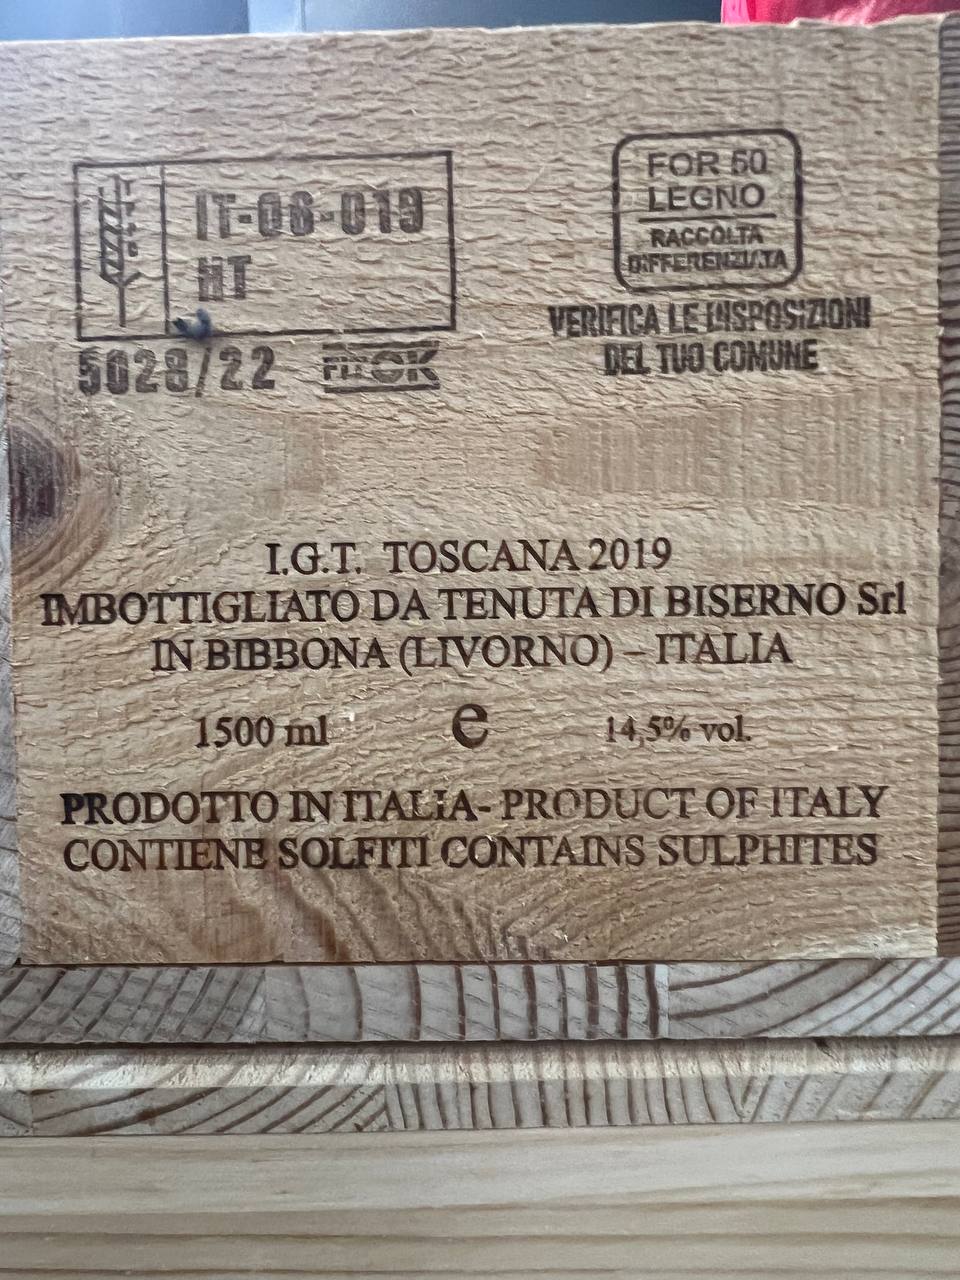 IT-06-019
HT
5028/22 FITOK
FOR 50
LEGNO
RACCOLTA
DIFFERENZIATA
VERIFICA LE DISPOSIZIONI
DEL TUO COMUNE
I.G.T. TOSCANA 2019
IMBOTTIGLIATO DA TENUTA DI BISERNO Srl
IN BIBBONA (LIVORNO) – ITALIA
1500 ml e 14,5% vol.
PRODOTTO IN ITALIA- PRODUCT OF ITALY
CONTIENE SOLFITI CONTAINS SULPHITES